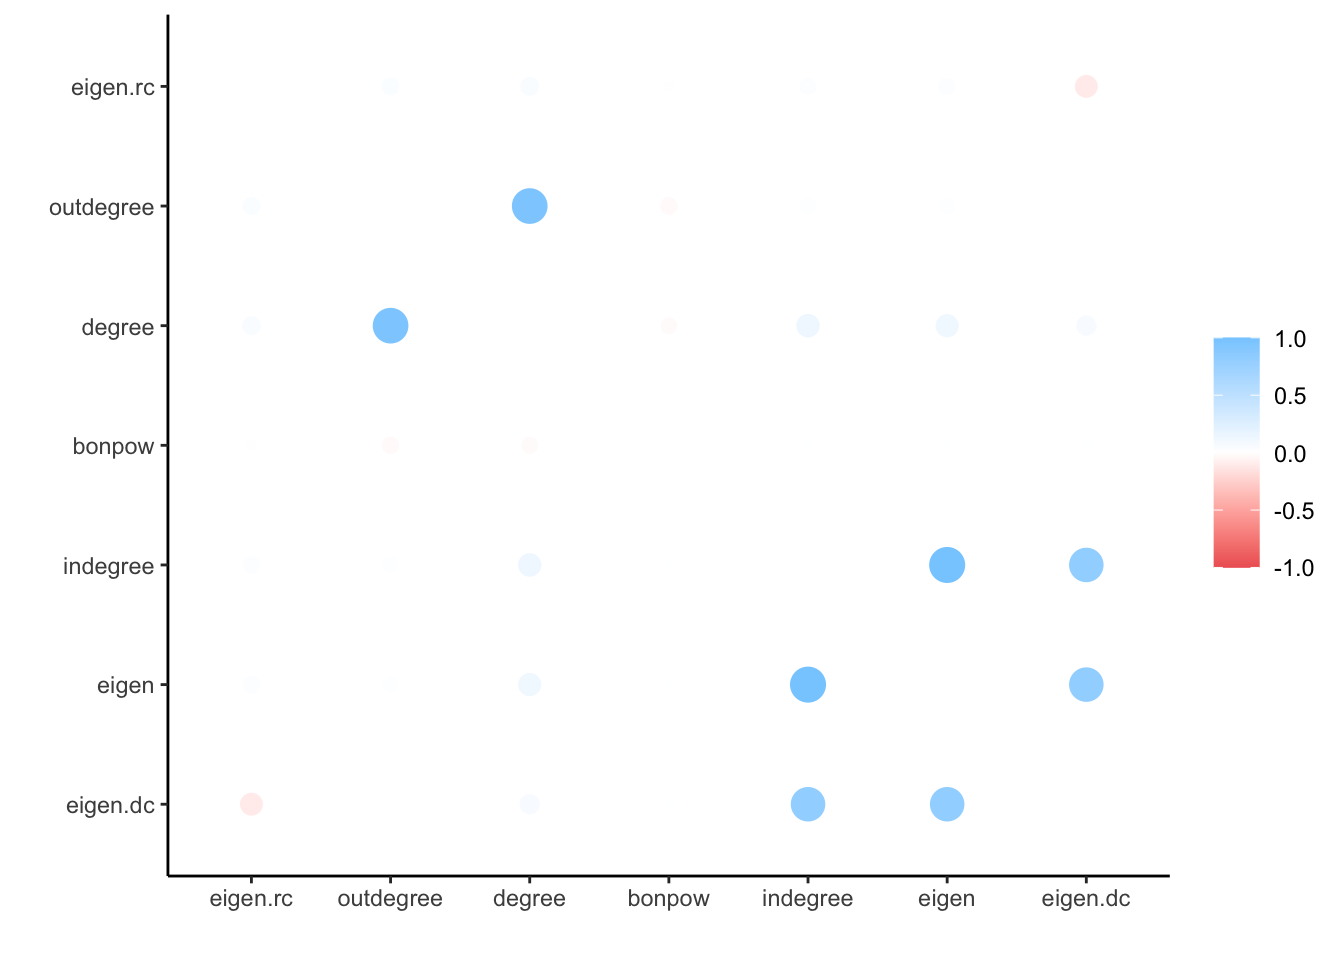 eigen.rc
outdegree
degree
bonpow
indegree
eigen
eigen.dc
eigen.rc outdegree degree bonpow indegree eigen eigen.dc
1.0
0.5
0.0
-0.5
-1.0